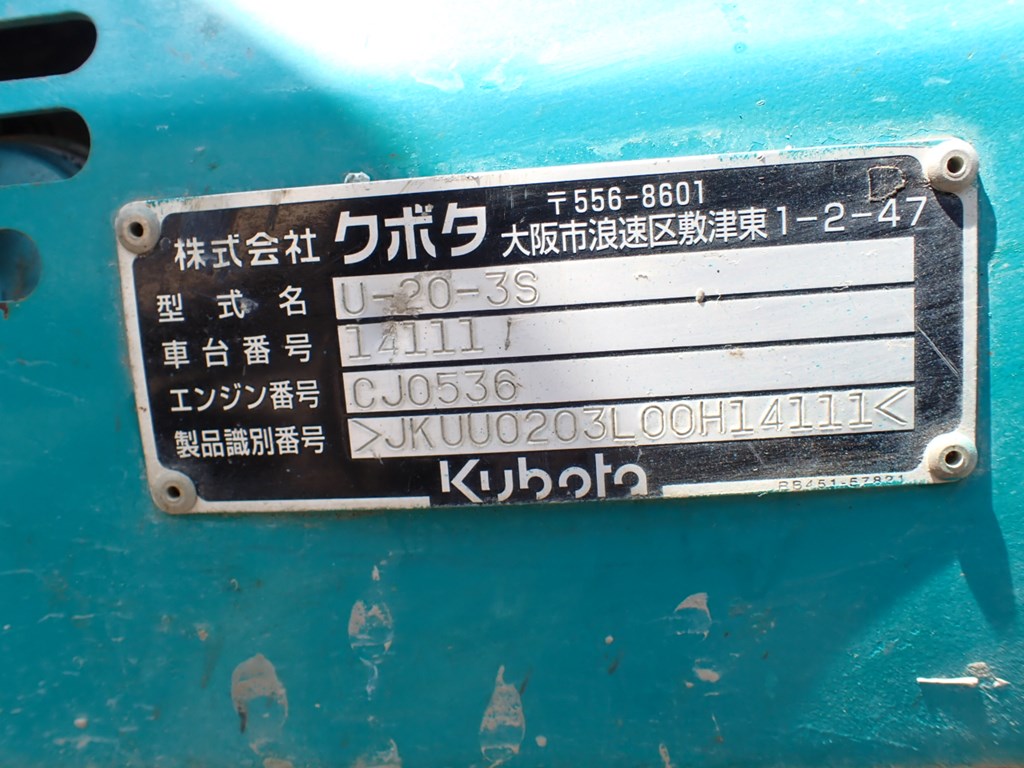 株式会社 クボタ 〒556-8601
大阪市浪速区敷津東1-2-47
型式名 U-20-3S
車台番号 14111
エンジン番号 CJ0536
製品識別番号 >JKUU0203L00H14111<
Kubota
RB451-57821